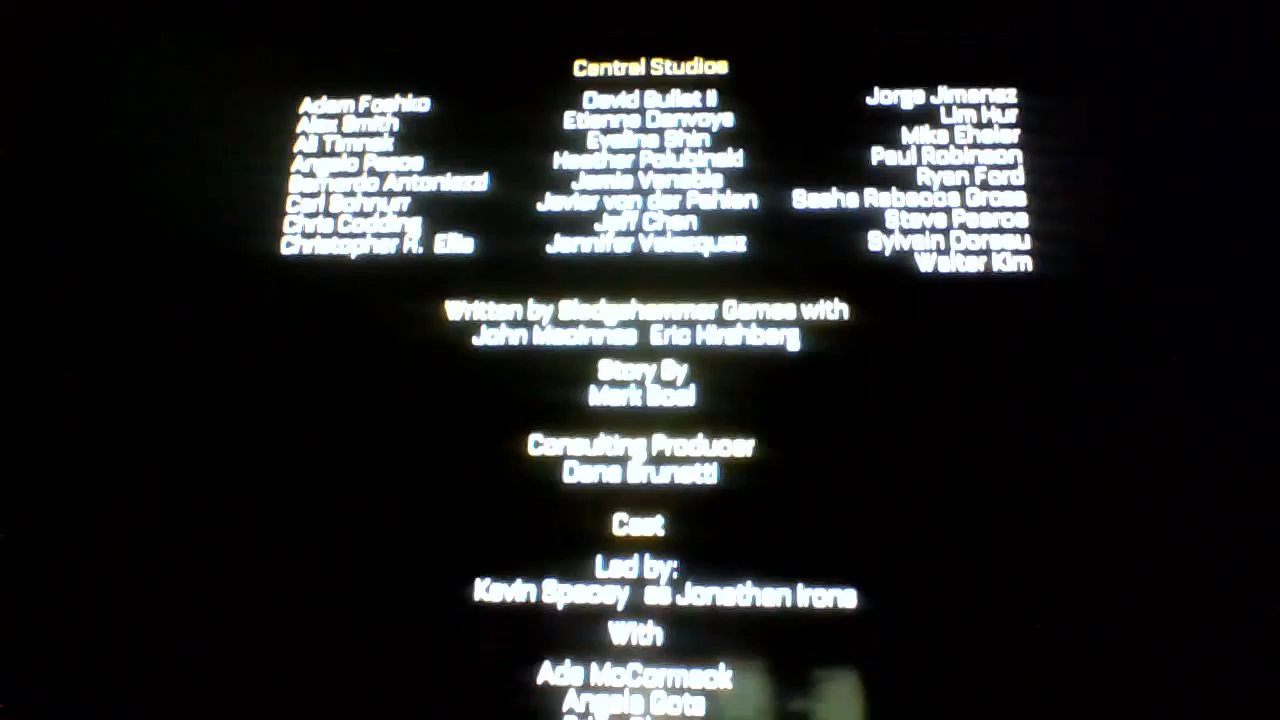 Central Studios
Adam Foshko
Alex Smith
Ali Timnak
Angelo Pesce
Bernardo Antoniazzi
Carl Schnurr
Chris Codding
Christopher R. Ellis
David Bullat II
Etienne Danvoye
Evelina Shin
Heather Polubinski
Jamie Venable
Javier von der Pahlen
Jeff Chen
Jennifer Velazquez
Jorge Jimenez
Lim Hur
Mike Eheler
Paul Robinson
Ryan Ford
Sasha Rabacos Gross
Steve Pearce
Sylvain Doreau
Walter Kim
Written by Sledgehammer Games with
John MacInnes Eric Hirshberg
Story By
Mark Boal
Consulting Producer
Dana Brunetti
Cast
Led by:
Kevin Spacey as Jonathan Irons
With
Ade McCormack
Angela Gots